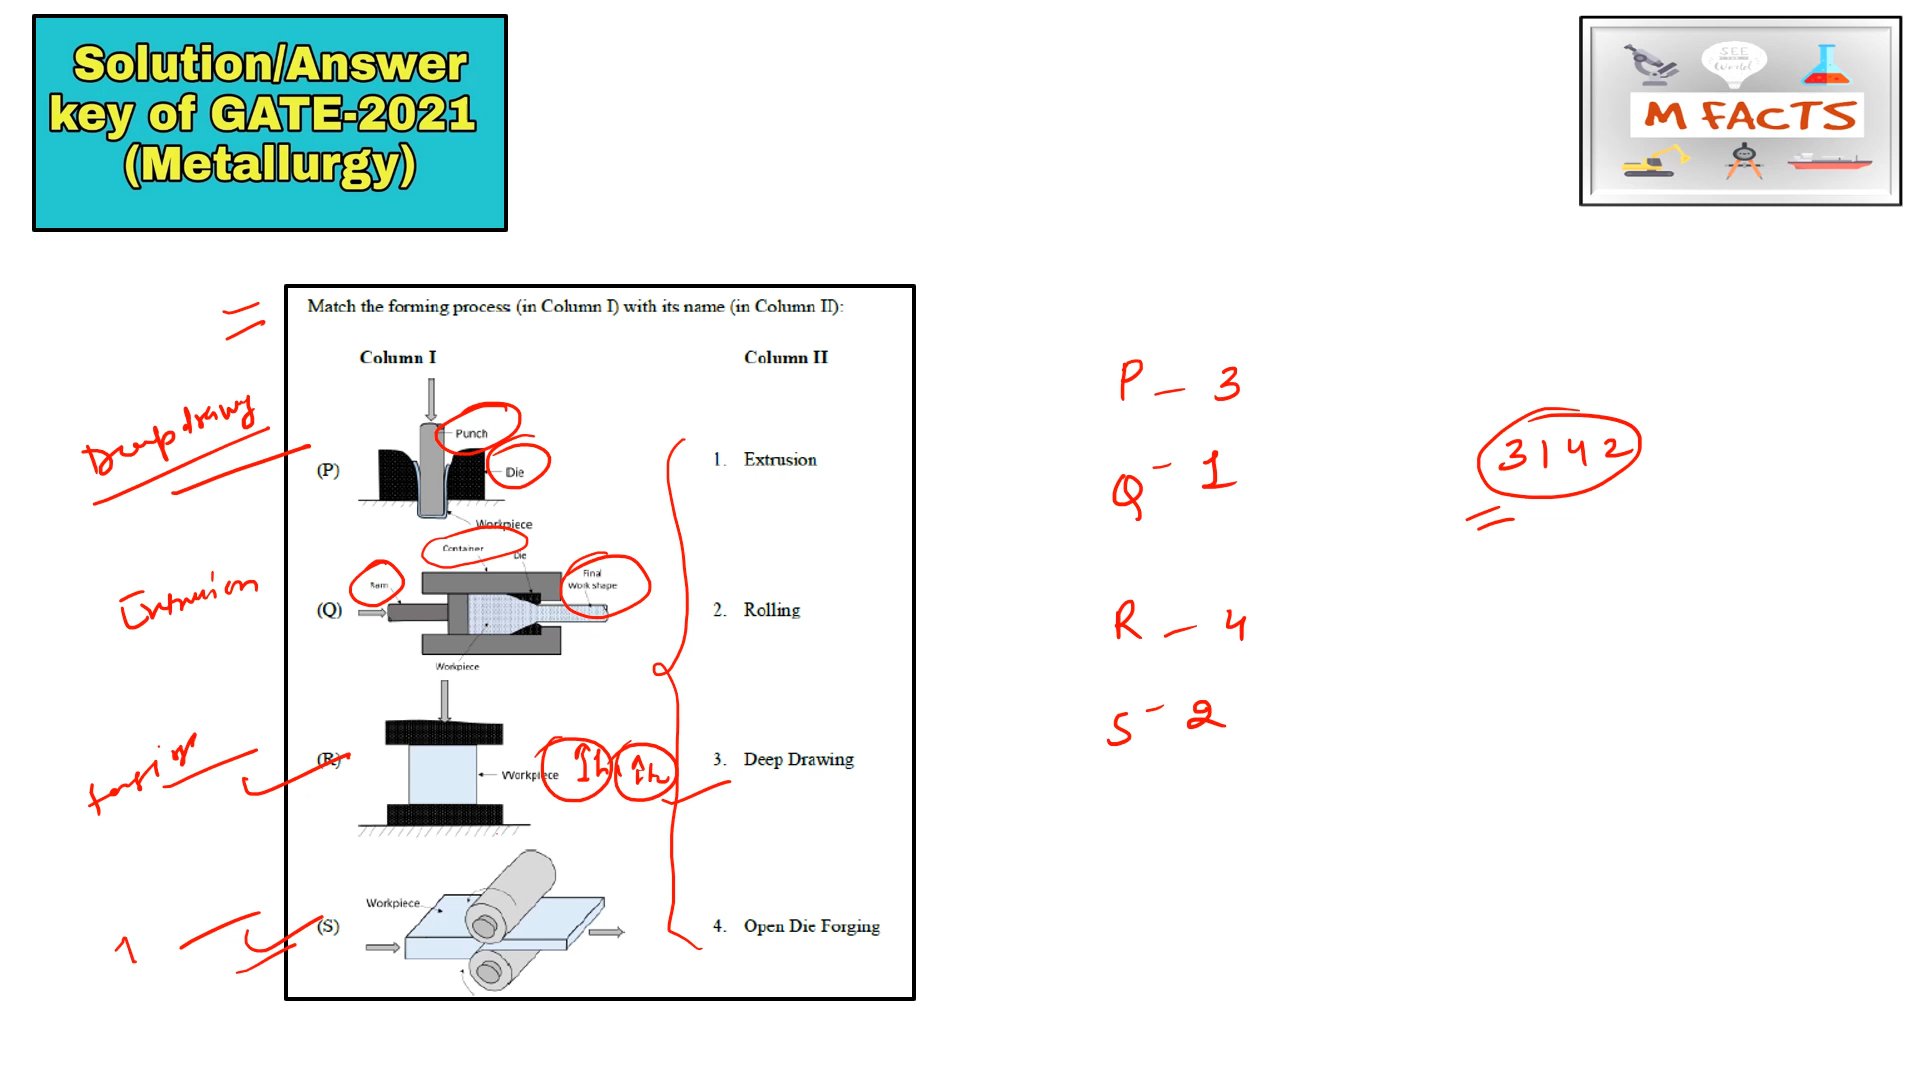 Solution/Answer
key of GATE-2021
(Metallurgy)
SEE
World
M FACTS
Match the forming process (in Column I) with its name (in Column II):
Column I
Column II
Punch
(P)
Die
1. Extrusion
Workpiece
Container
Die
Ram
Final
Work shape
(Q)
2. Rolling
Workpiece
(R)
Workpiece
↑h
↑h
3. Deep Drawing
Workpiece
(S)
4. Open Die Forging
Deep drawing
Extrusion
forging
P - 3
Q - 1
R - 4
S - 2
3142